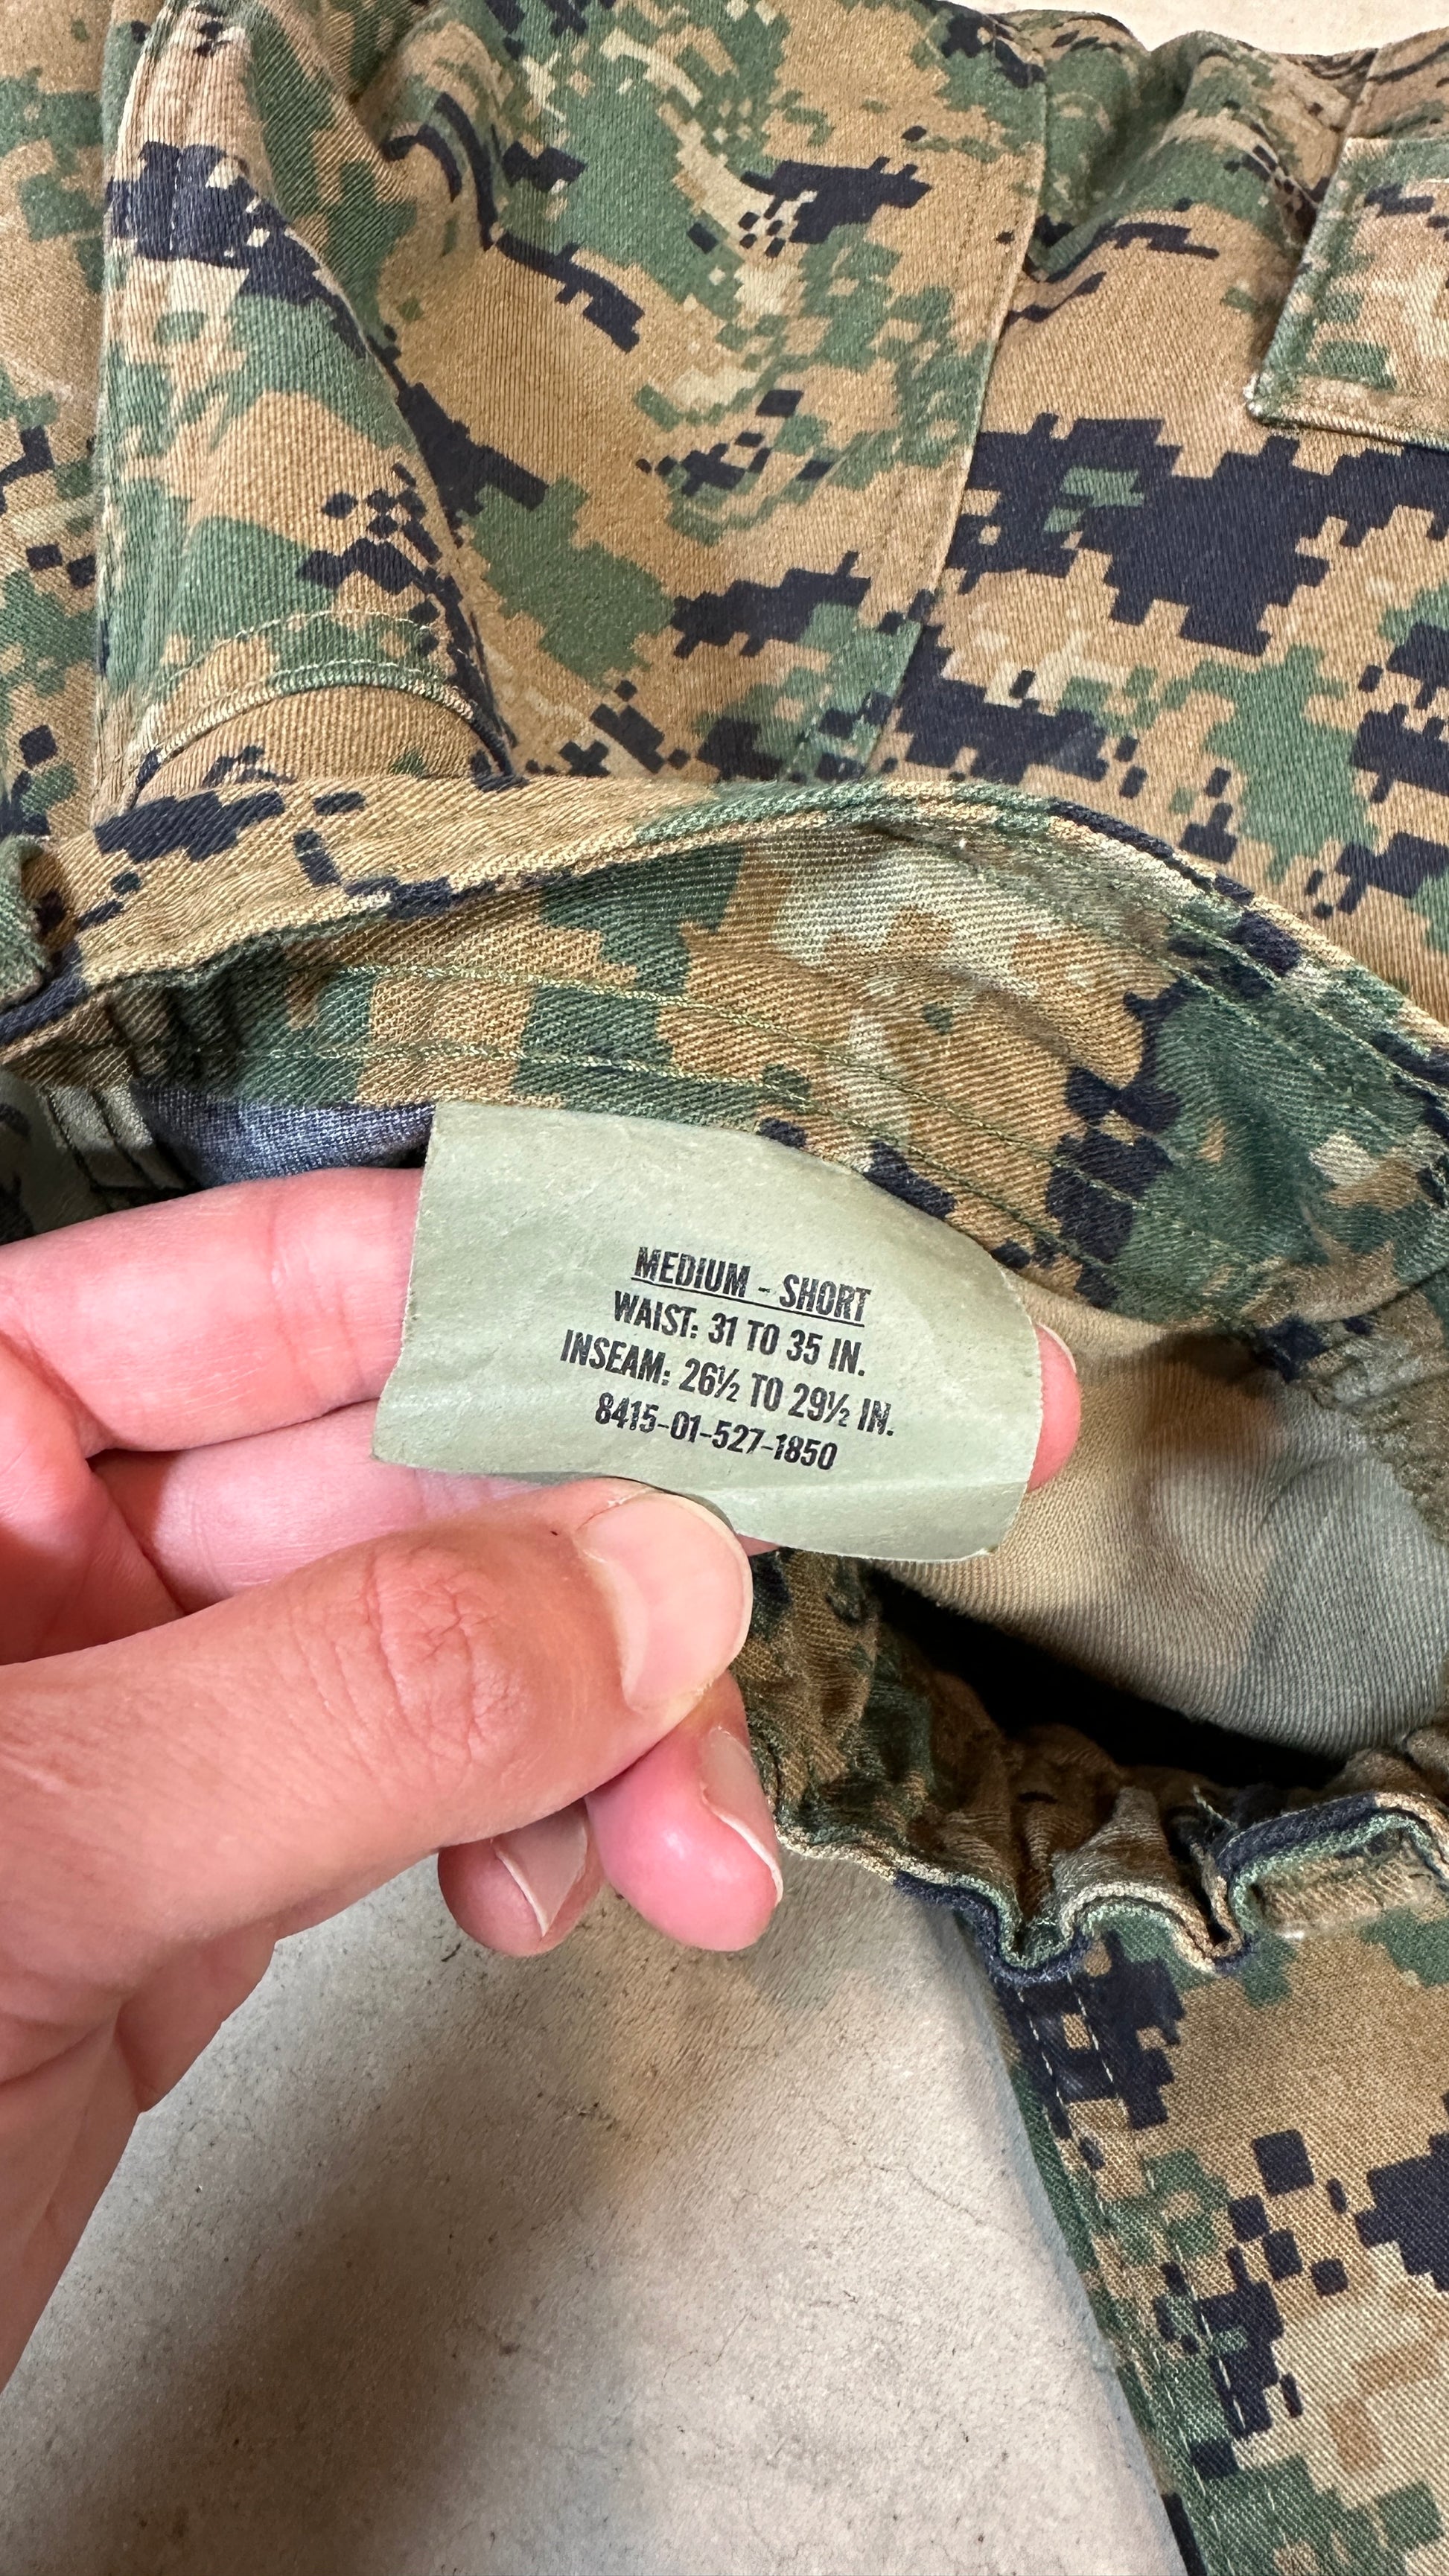 MEDIUM - SHORT
WAIST: 31 TO 35 IN.
INSEAM: 26½ TO 29½ IN.
8415-01-527-1850